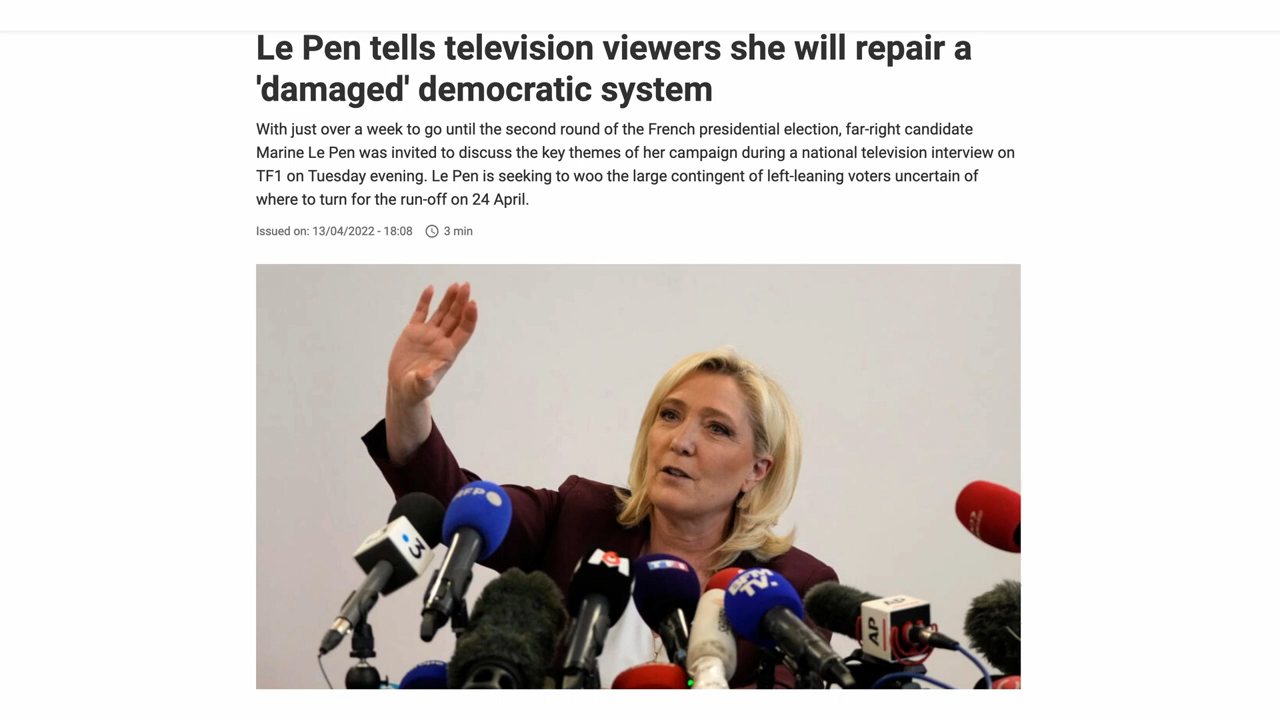 Le Pen tells television viewers she will repair a
'damaged' democratic system
With just over a week to go until the second round of the French presidential election, far-right candidate
Marine Le Pen was invited to discuss the key themes of her campaign during a national television interview on
TF1 on Tuesday evening. Le Pen is seeking to woo the large contingent of left-leaning voters uncertain of
where to turn for the run-off on 24 April.
Issued on: 13/04/2022 - 18:08 3 min
AFP
3
M6
TF1
BFM
TV.
AP
AP